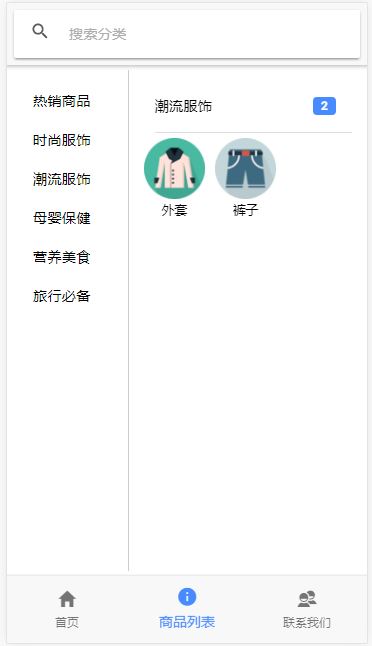 搜索分类
热销商品
时尚服饰
潮流服饰
母婴保健
营养美食
旅行必备
潮流服饰 2
外套 裤子
首页 商品列表 联系我们